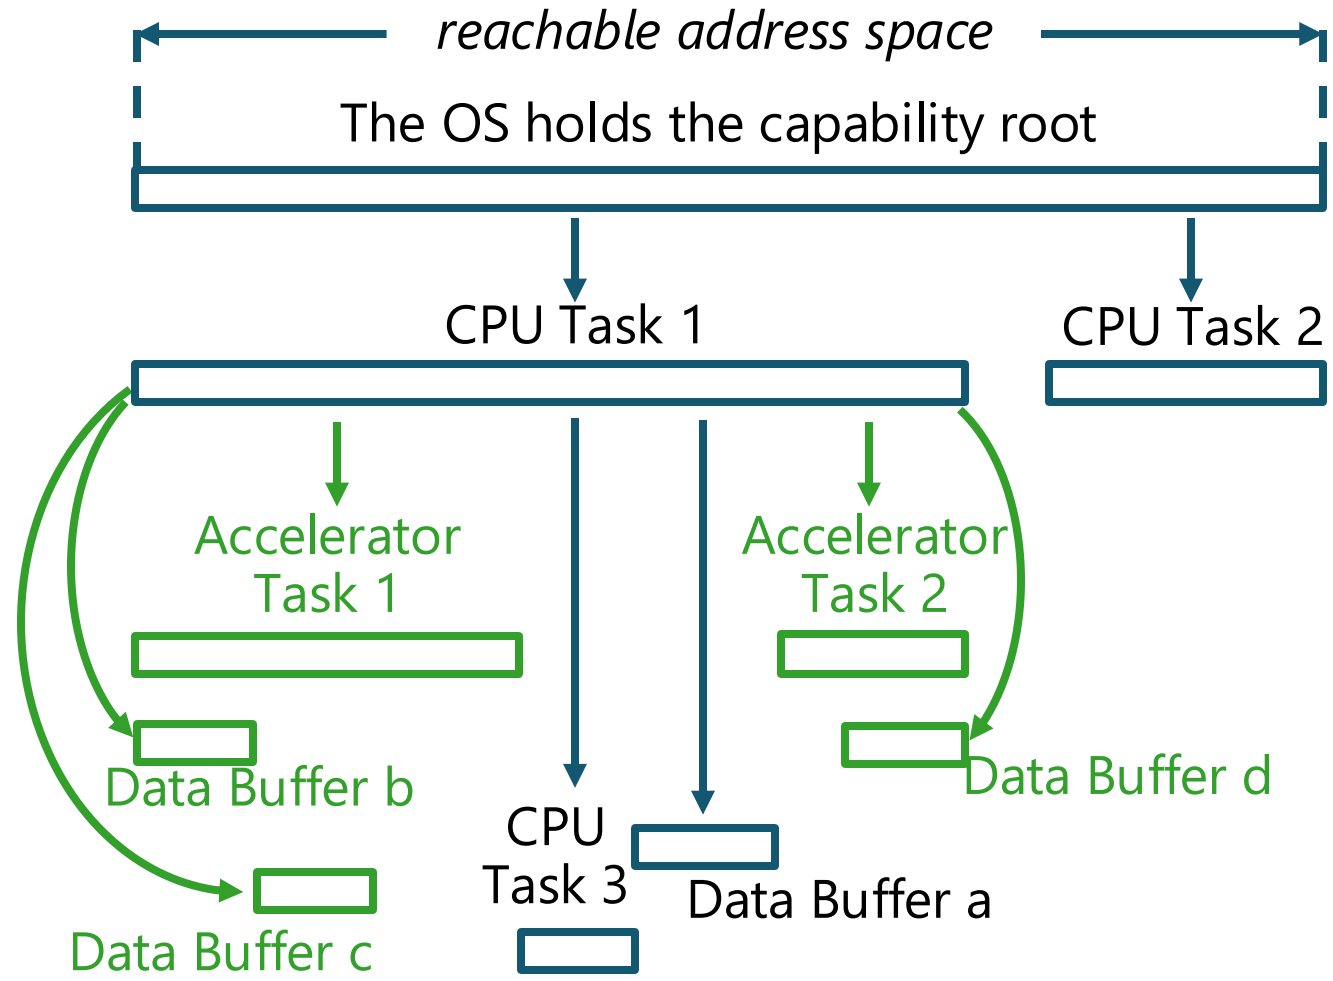 reachable address space
The OS holds the capability root
CPU Task 1
CPU Task 2
Accelerator
Task 1
Accelerator
Task 2
Data Buffer b
Data Buffer d
CPU
Task 3
Data Buffer a
Data Buffer c